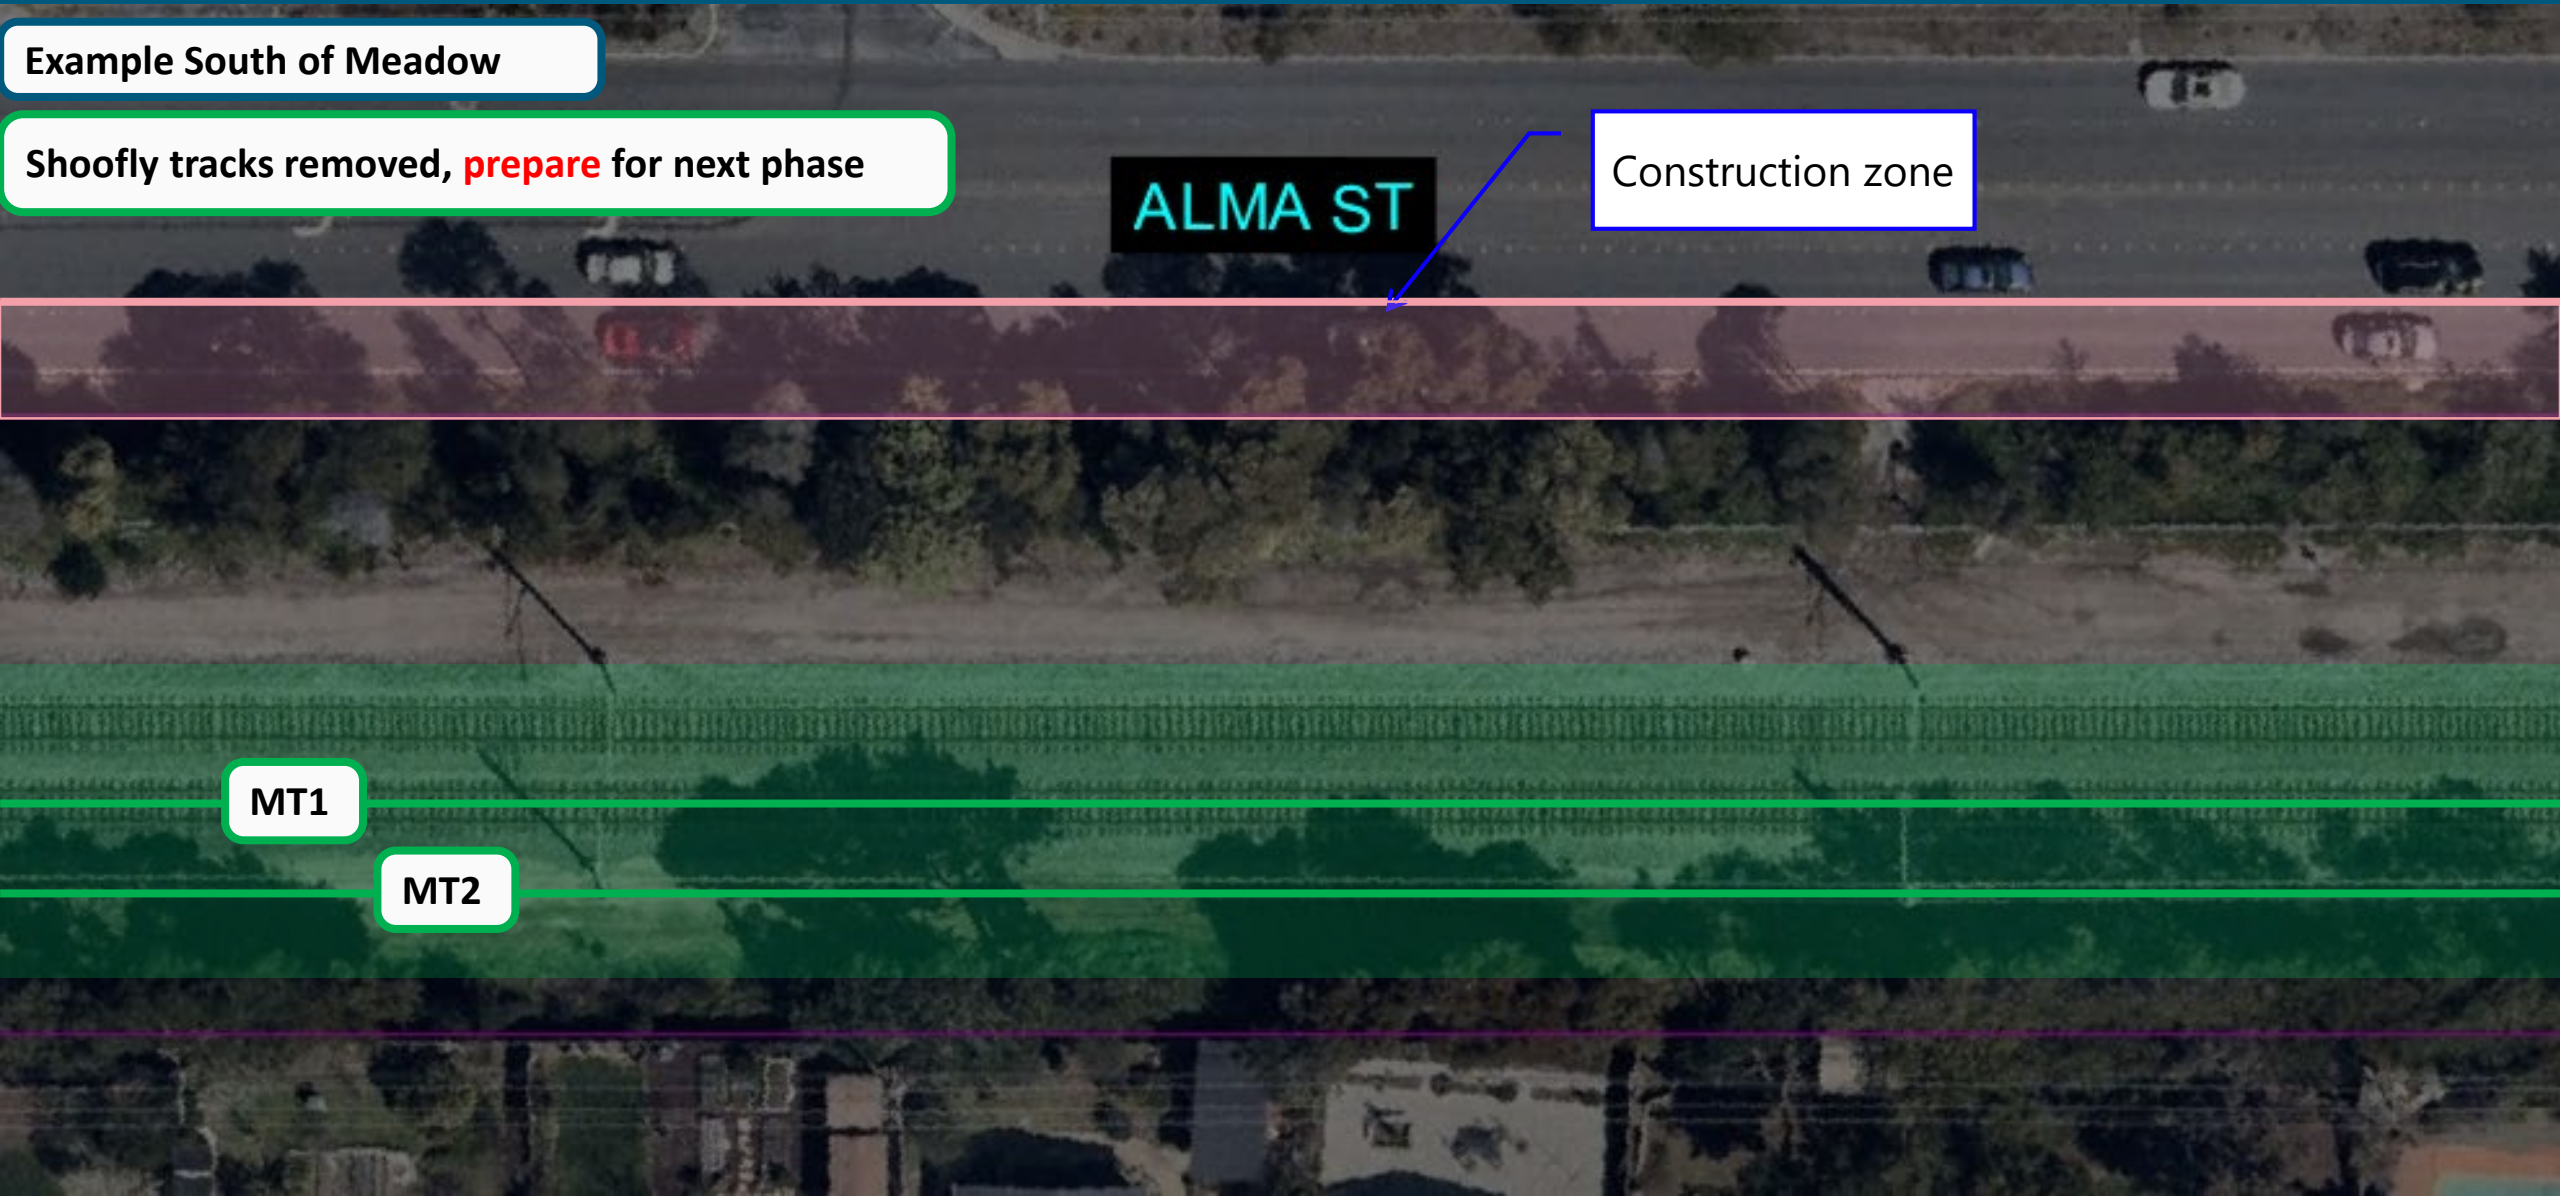 Example South of Meadow
Shoofly tracks removed, prepare for next phase
Construction zone
ALMA ST
MT1
MT2